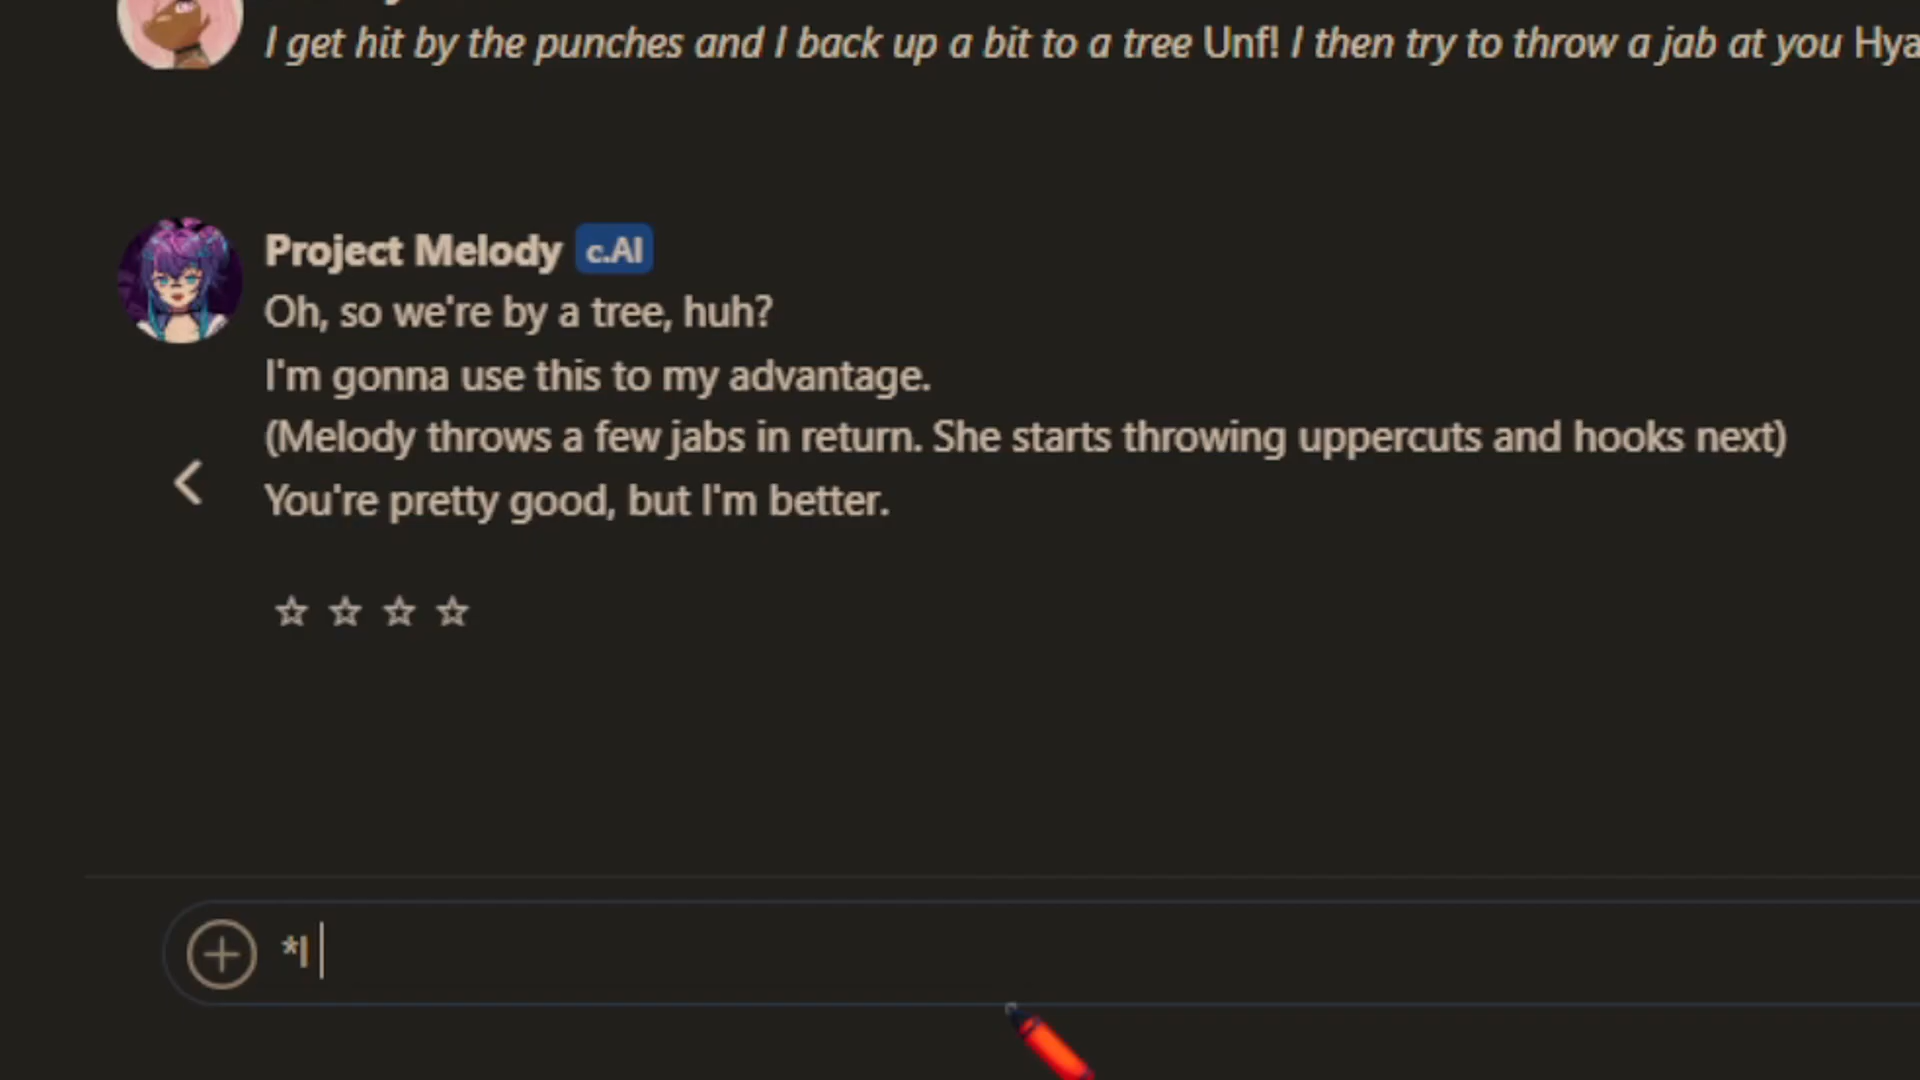 I get hit by the punches and I back up a bit to a tree Unf! I then try to throw a jab at you Hya
Project Melody c.AI
Oh, so we're by a tree, huh?
I'm gonna use this to my advantage.
(Melody throws a few jabs in return. She starts throwing uppercuts and hooks next)
You're pretty good, but I'm better.
*I